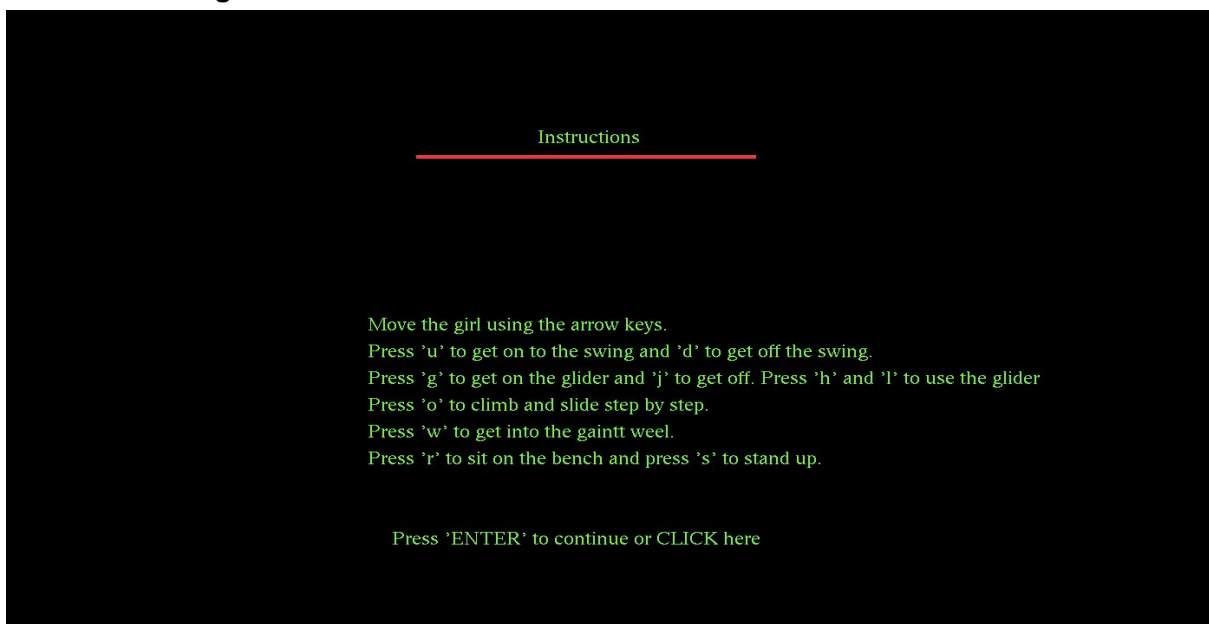 Instructions
Move the girl using the arrow keys.
Press ’u’ to get on to the swing and ’d’ to get off the swing.
Press ’g’ to get on the glider and ’j’ to get off. Press ’h’ and ’l’ to use the glider
Press ’o’ to climb and slide step by step.
Press ’w’ to get into the gaintt weel.
Press ’r’ to sit on the bench and press ’s’ to stand up.
Press ’ENTER’ to continue or CLICK here